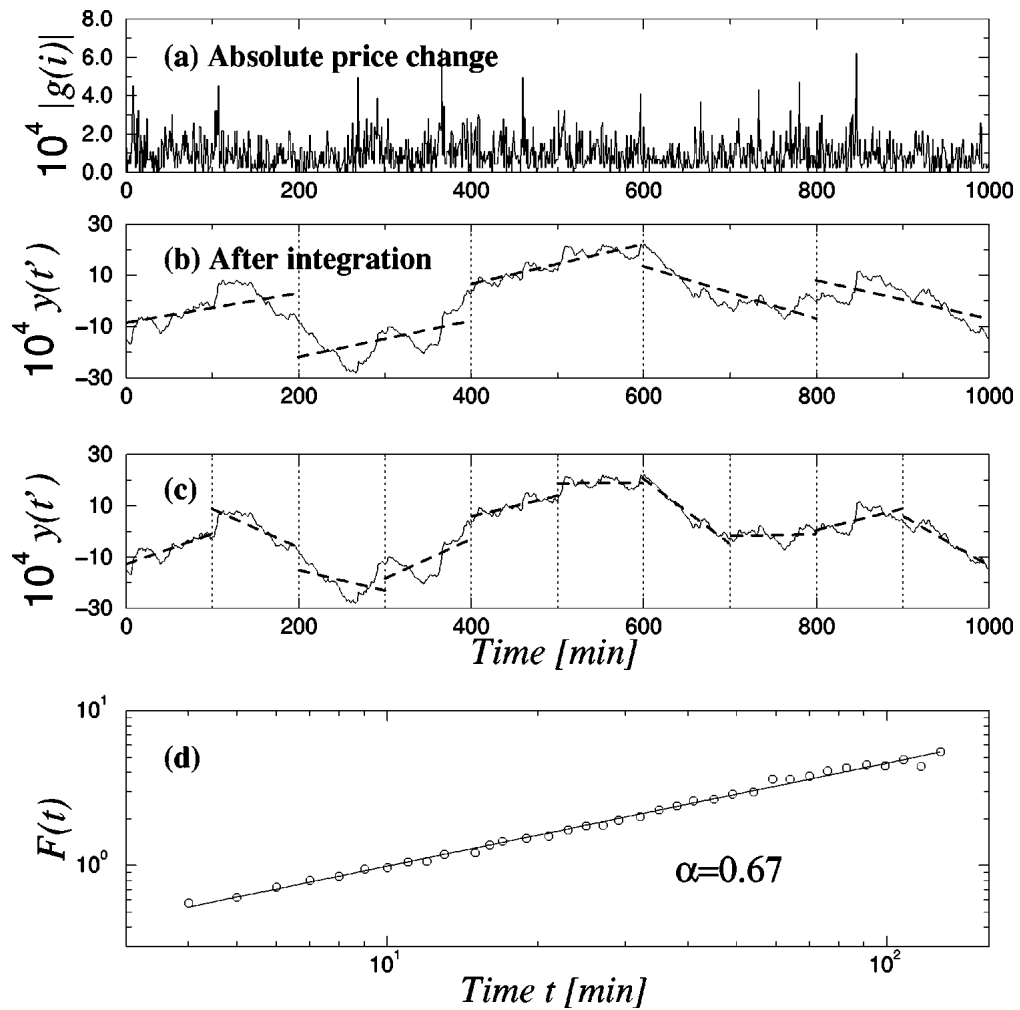 8.0
6.0
4.0
2.0
0.0
10⁴ |g(i)|
(a) Absolute price change
0 200 400 600 800 1000
30
10
−10
−30
10⁴ y(t')
(b) After integration
0 200 400 600 800 1000
30
10
−10
−30
10⁴ y(t')
(c)
0 200 400 600 800 1000
Time [min]
10¹
10⁰
F(t)
(d)
α=0.67
10¹ 10²
Time t [min]